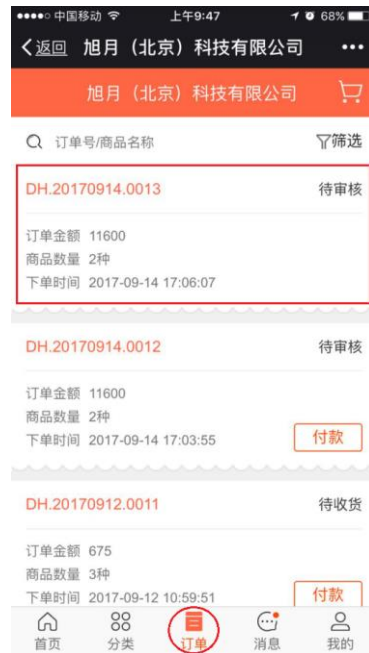 中国移动 上午9:47 68%
返回 旭月（北京）科技有限公司
旭月（北京）科技有限公司
订单号/商品名称 筛选
DH.20170914.0013 待审核
订单金额 11600
商品数量 2种
下单时间 2017-09-14 17:06:07
DH.20170914.0012 待审核
订单金额 11600
商品数量 2种
下单时间 2017-09-14 17:03:55 付款
DH.20170912.0011 待收货
订单金额 675
商品数量 3种
下单时间 2017-09-12 10:59:51 付款
首页 分类 订单 消息 我的